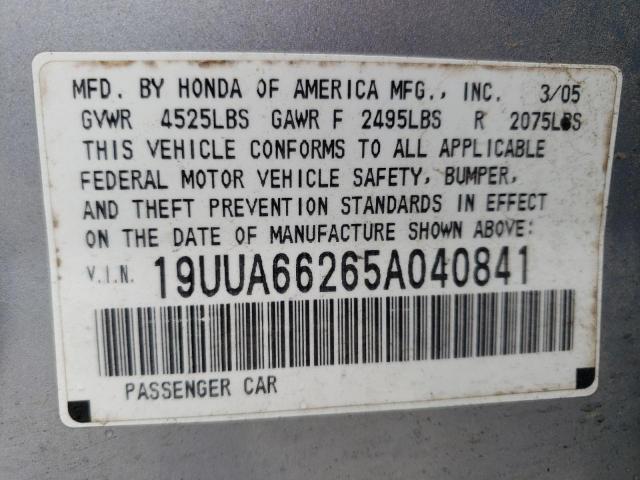 MFD. BY HONDA OF AMERICA MFG., INC. 3/05
GVWR 4525LBS GAWR F 2495LBS R 2075LBS
THIS VEHICLE CONFORMS TO ALL APPLICABLE
FEDERAL MOTOR VEHICLE SAFETY, BUMPER,
AND THEFT PREVENTION STANDARDS IN EFFECT
ON THE DATE OF MANUFACTURE SHOWN ABOVE:
V.I.N. 19UUA66265A040841
PASSENGER CAR